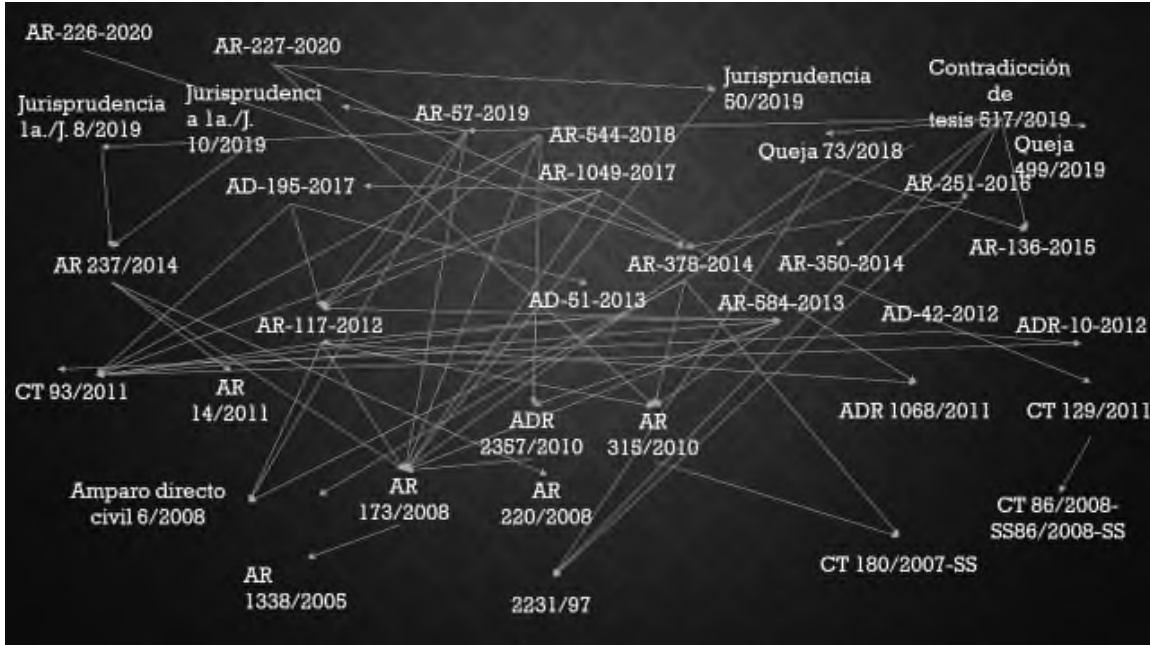 AR-226-2020
AR-227-2020
Jurisprudencia
50/2019
Contradicción
de
tesis 517/2019
Jurisprudencia
1a./J. 8/2019
Jurisprudenci
a 1a./J.
10/2019
AR-57-2019
AR-544-2018
Queja 73/2018
Queja
499/2019
AD-195-2017
AR-1049-2017
AR-251-2016
AR-136-2015
AR 237/2014
AR-378-2014
AR-350-2014
AD-51-2013
AR-584-2013
AD-42-2012
ADR-10-2012
AR-117-2012
CT 93/2011
AR
14/2011
ADR
2357/2010
AR
315/2010
ADR 1068/2011
CT 129/2011
Amparo directo
civil 6/2008
AR
173/2008
AR
220/2008
CT 86/2008-
SS86/2008-SS
CT 180/2007-SS
AR
1338/2005
2231/97